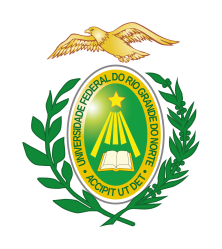 UNIVERSIDADE FEDERAL DO RIO GRANDE DO NORTE
• ACCIPIT UT DET •